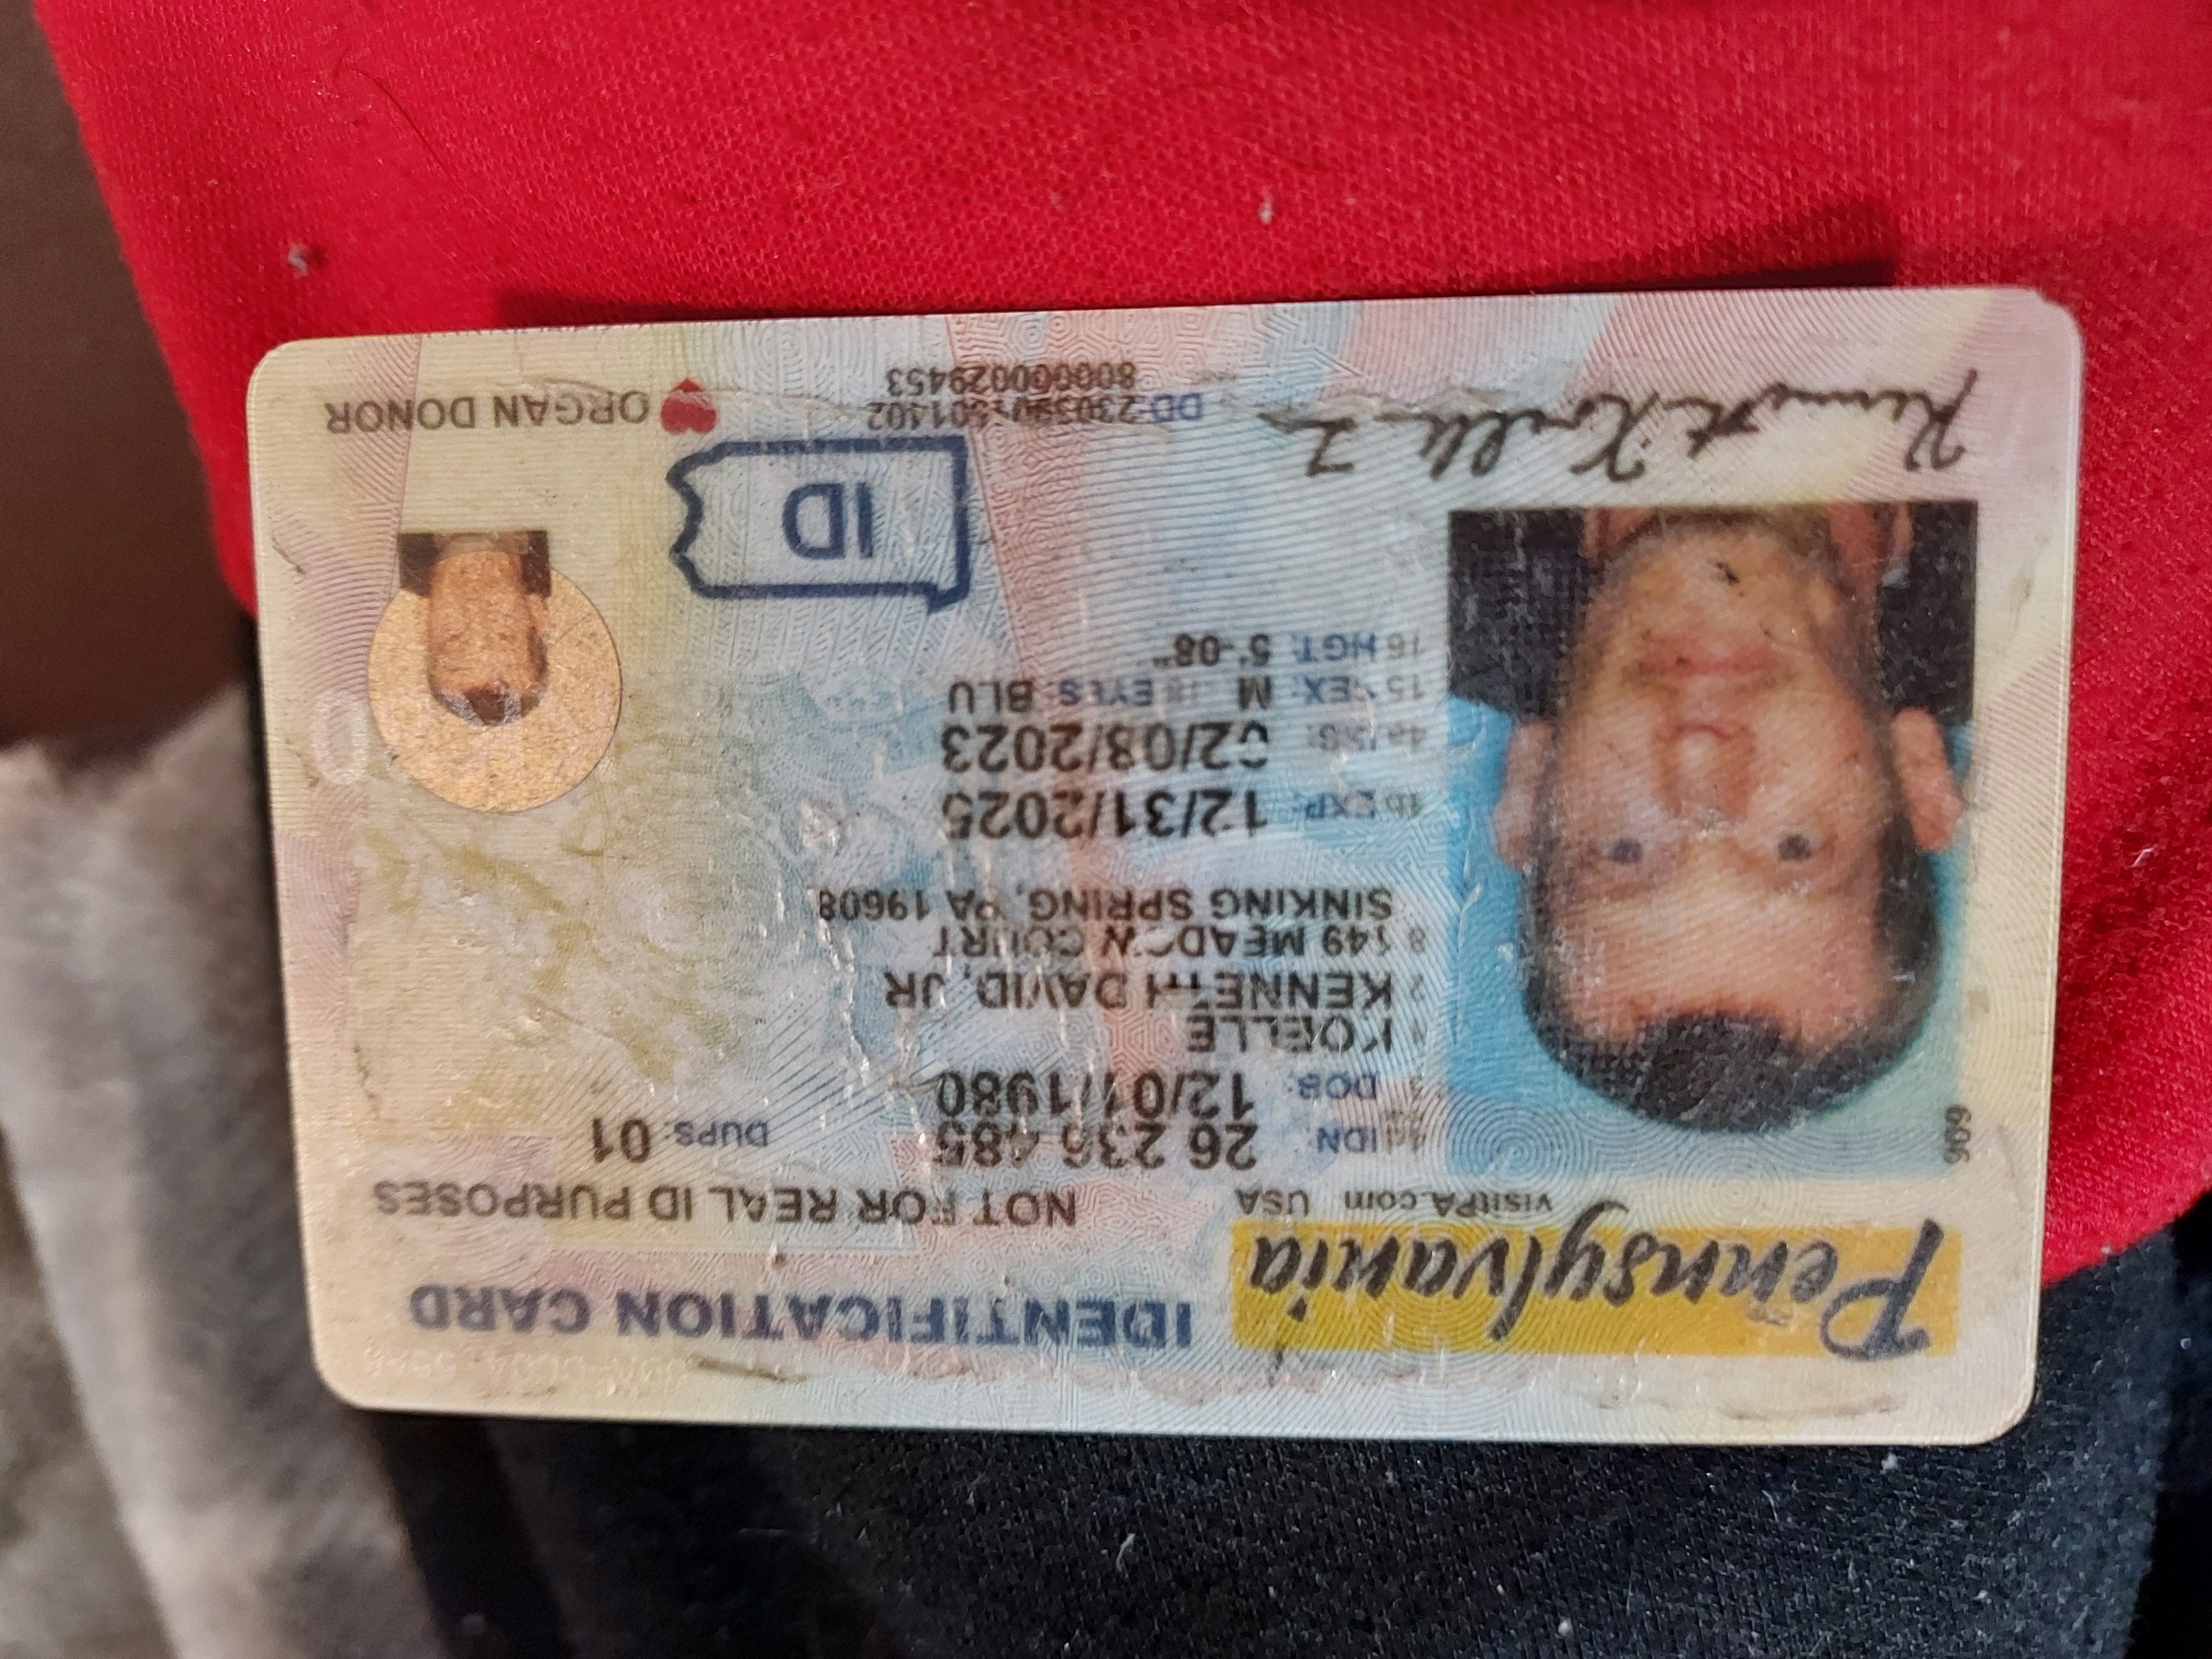 Pennsylvania
IDENTIFICATION CARD
visitPA.com USA
NOT FOR REAL ID PURPOSES
4d IDN: 26 236 485
DUPS: 01
3 DOB: 12/01/1980
1 KOELLE
2 KENNETH DAVID, JR
8 149 MEADOW COURT
SINKING SPRING, PA 19608
4b EXP: 12/31/2025
4a ISS: 02/08/2023
15 SEX: M 18 EYES: BLU
16 HGT: 5'-08"
ID
DD:
80000029453
ORGAN DONOR